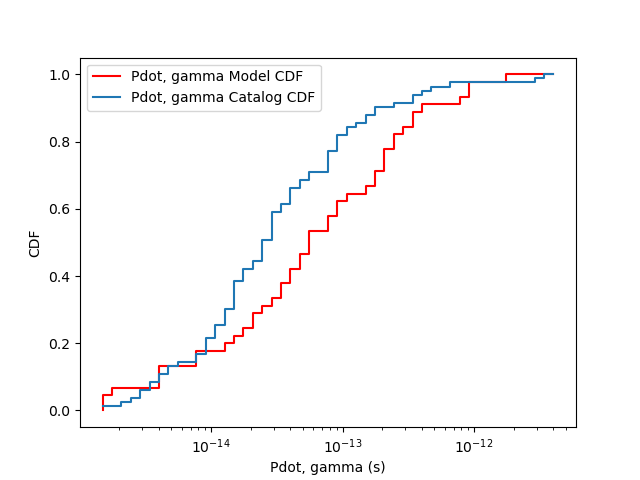 Pdot, gamma Model CDF
Pdot, gamma Catalog CDF
1.0
0.8
0.6
0.4
0.2
0.0
CDF
10⁻¹⁴ 10⁻¹³ 10⁻¹²
Pdot, gamma (s)